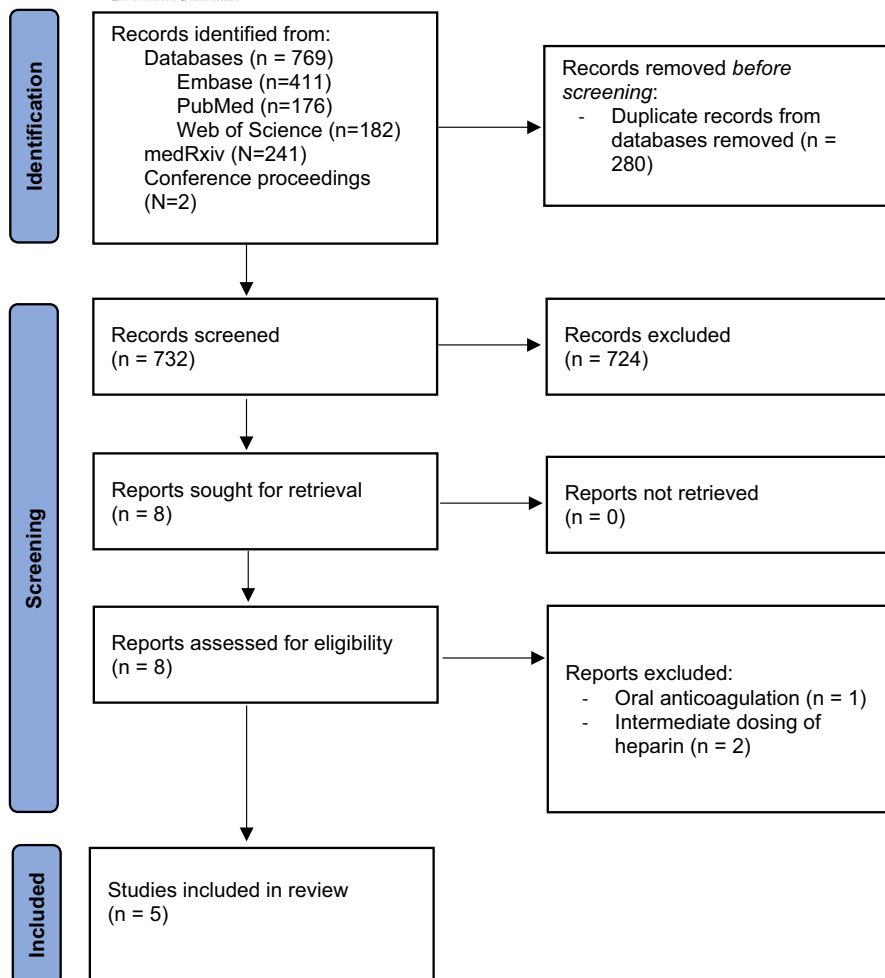 Identification
Records identified from:
Databases (n = 769)
Embase (n=411)
PubMed (n=176)
Web of Science (n=182)
medRxiv (N=241)
Conference proceedings
(N=2)
Records removed before
screening:
- Duplicate records from
databases removed (n =
280)
Screening
Records screened
(n = 732)
Records excluded
(n = 724)
Reports sought for retrieval
(n = 8)
Reports not retrieved
(n = 0)
Reports assessed for eligibility
(n = 8)
Reports excluded:
- Oral anticoagulation (n = 1)
- Intermediate dosing of
heparin (n = 2)
Included
Studies included in review
(n = 5)